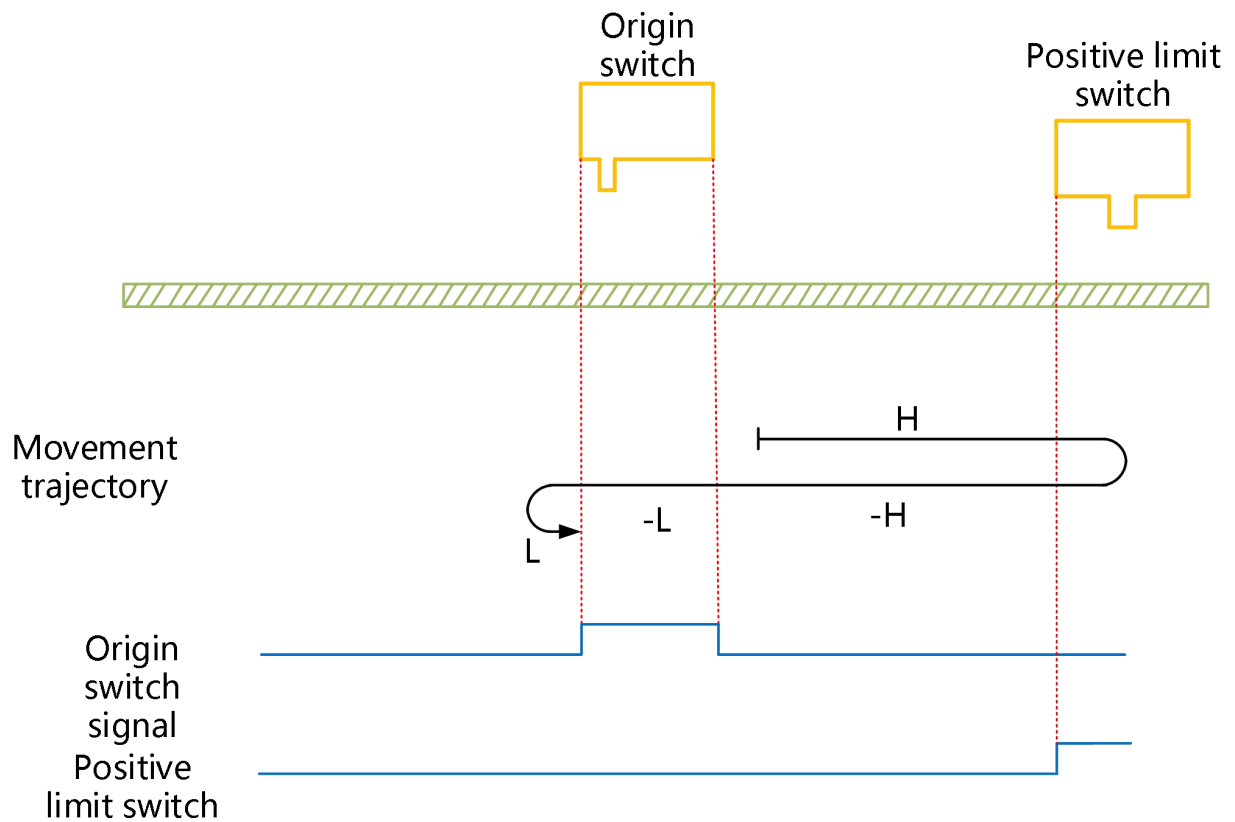 Origin
switch
Positive limit
switch
H
Movement
trajectory
-L
-H
L
Origin
switch
signal
Positive
limit switch